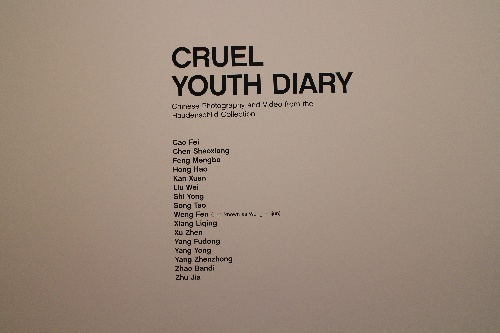 CRUEL
YOUTH DIARY
Chinese Photography and Video from the
Haudenschild Collection
Cao Fei
Chen Shaoxiong
Feng Mengbo
Hong Hao
Kan Xuan
Liu Wei
Shi Yong
Song Tao
Weng Fen
Xiang Liqing
Xu Zhen
Yang Fudong
Yang Yong
Yang Zhenzhong
Zhao Bandi
Zhu Jia